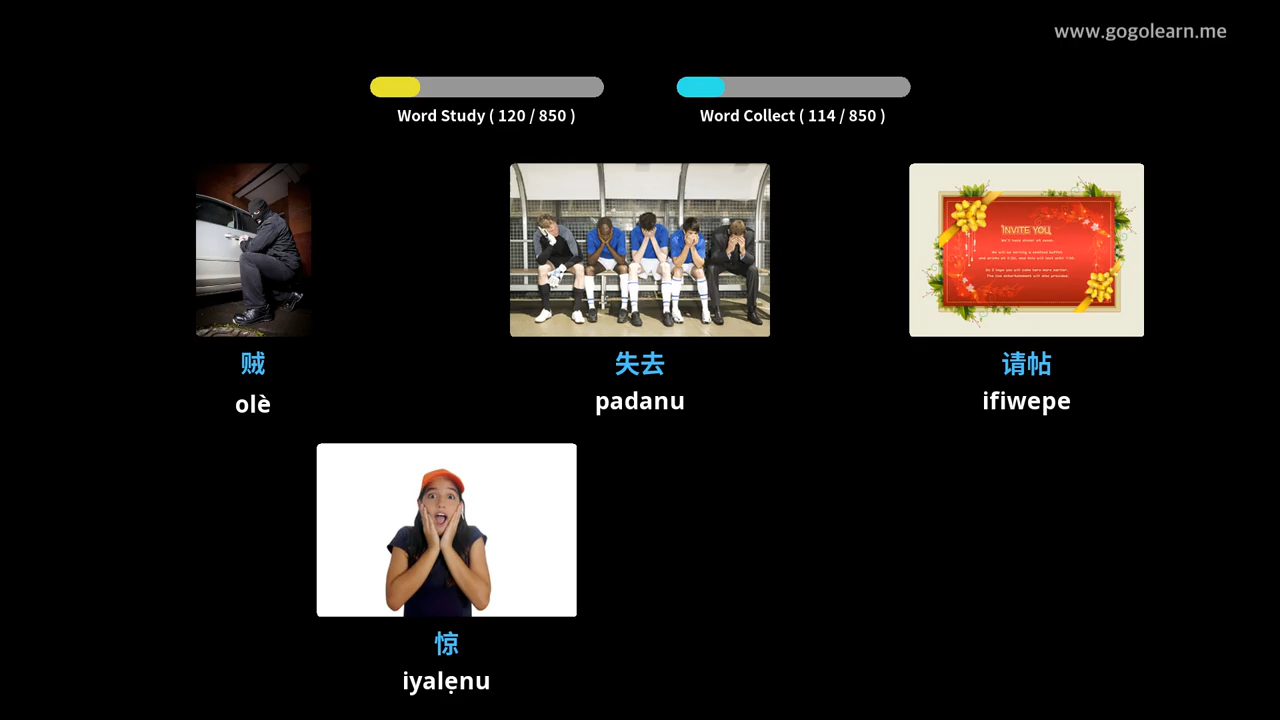 www.gogolearn.me
Word Study ( 120 / 850 )
Word Collect ( 114 / 850 )
INVITE YOU
贼
olè
失去
padanu
请帖
ifiwepe
惊
iyalẹnu